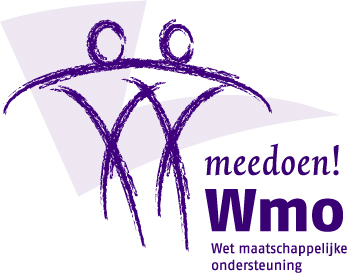 meedoen!
Wmo
Wet maatschappelijke
ondersteuning